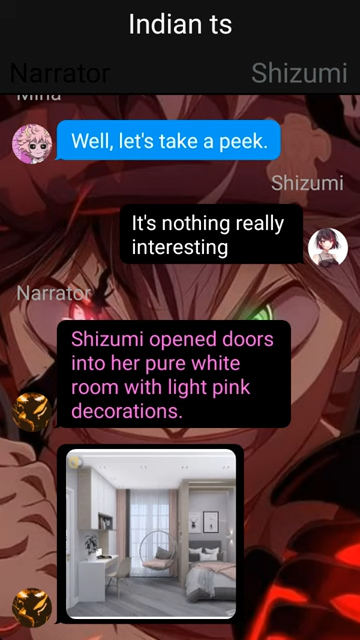 Indian ts
Narrator
Shizumi
Mina
Well, let's take a peek.
Shizumi
It's nothing really
interesting
Narrator
Shizumi opened doors
into her pure white
room with light pink
decorations.